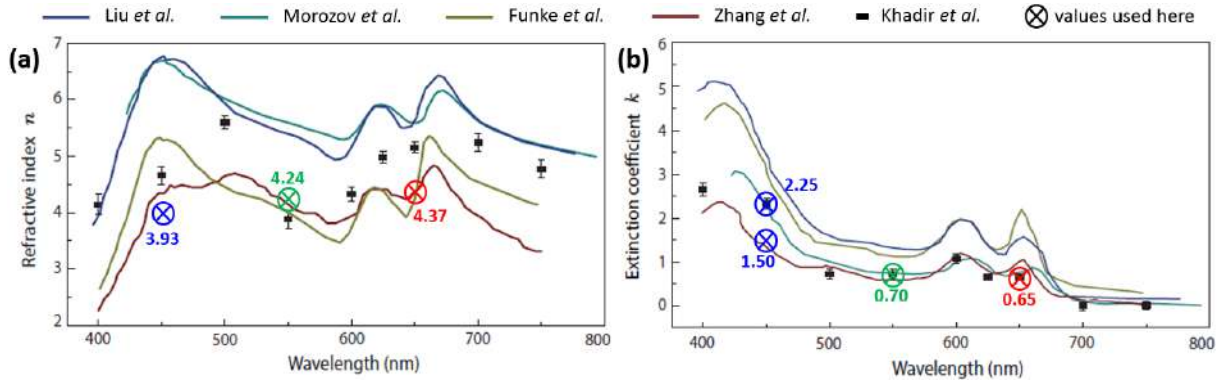 Liu et al. Morozov et al. Funke et al. Zhang et al. Khadir et al. values used here
(a)
7
6
5
4
3
2
Refractive index n
3.93
4.24
4.37
400 500 600 700 800
Wavelength (nm)
(b)
6
5
4
3
2
1
0
Extinction coefficient k
2.25
1.50
0.70
0.65
400 500 600 700 800
Wavelength (nm)